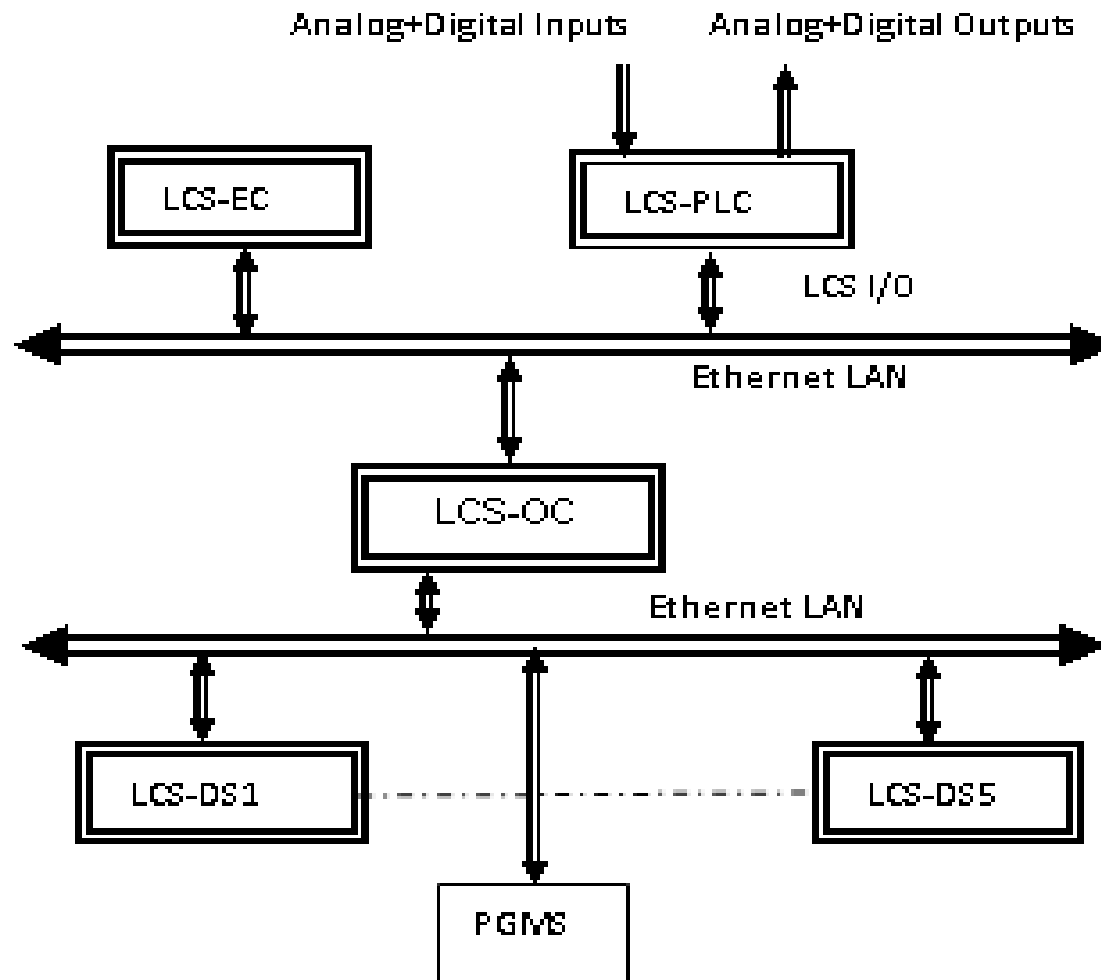 Analog+Digital Inputs
Analog+Digital Outputs
LCS-EC
LCS-PLC
LCS I/O
Ethernet LAN
LCS-OC
Ethernet LAN
LCS-DS1
LCS-DS5
PGMS